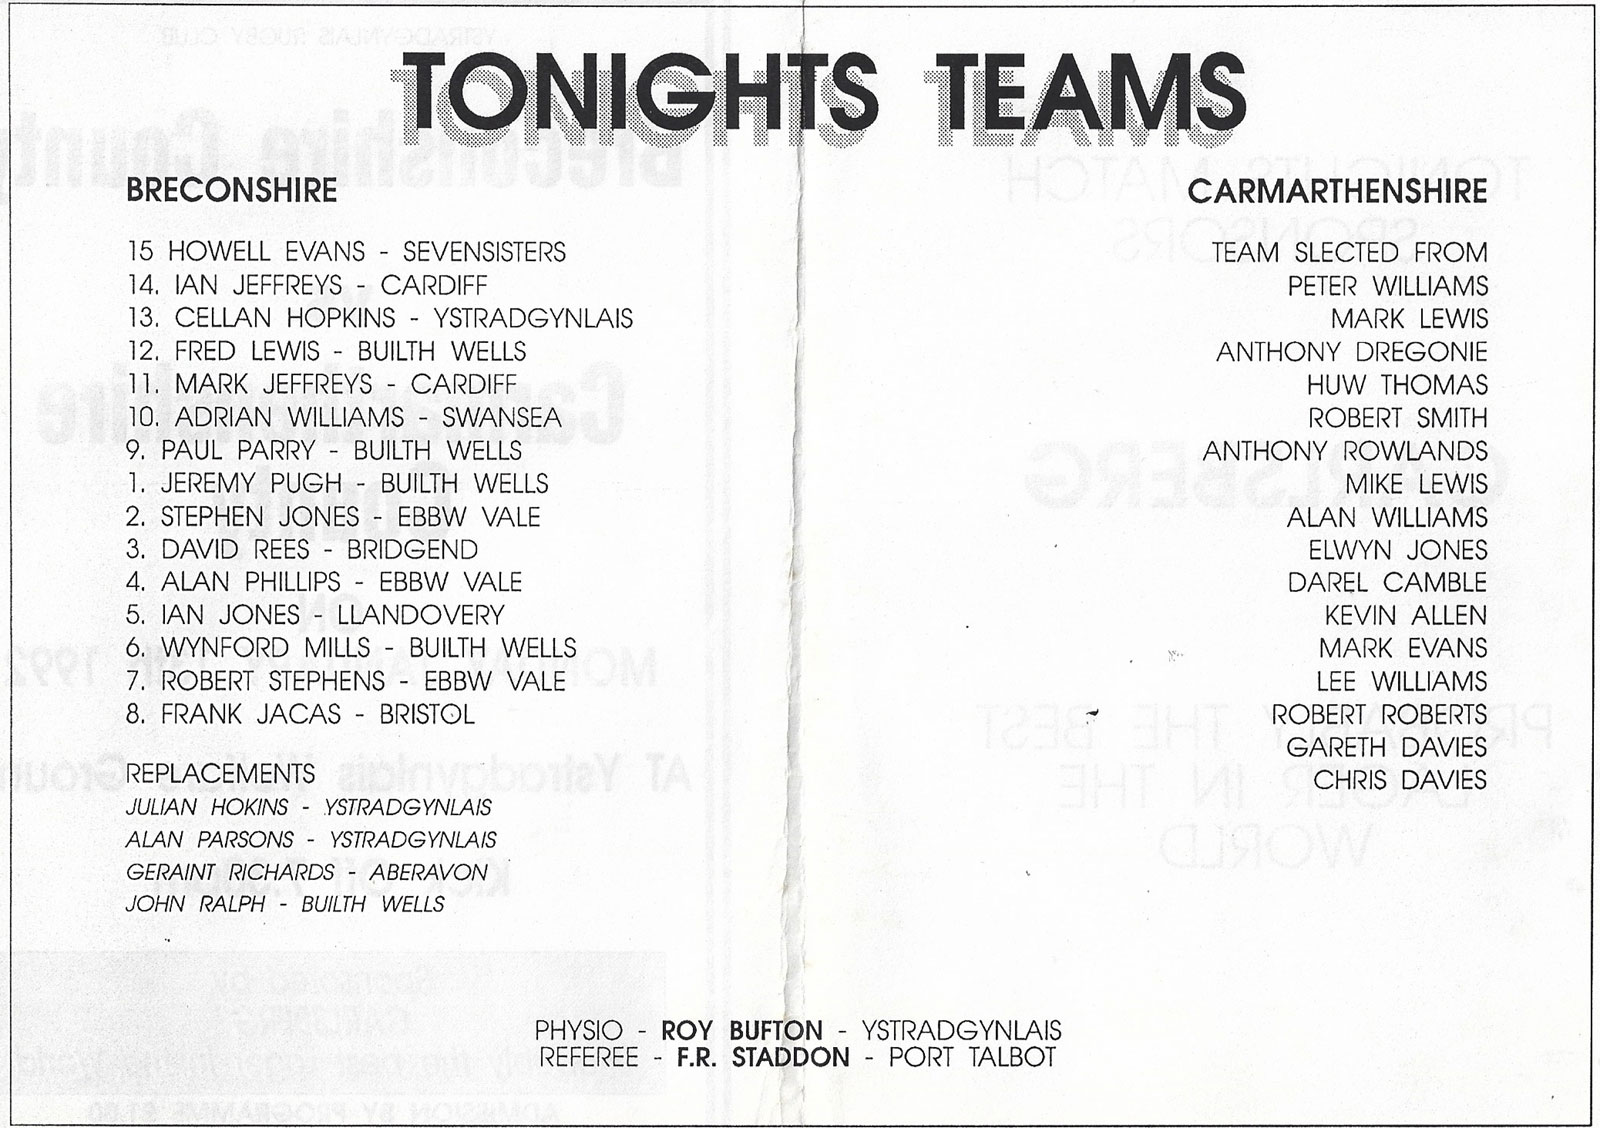 TONIGHTS TEAMS
BRECONSHIRE
15 HOWELL EVANS - SEVENSISTERS
14. IAN JEFFREYS - CARDIFF
13. CELLAN HOPKINS - YSTRADGYNLAIS
12. FRED LEWIS - BUILTH WELLS
11. MARK JEFFREYS - CARDIFF
10. ADRIAN WILLIAMS - SWANSEA
9. PAUL PARRY - BUILTH WELLS
1. JEREMY PUGH - BUILTH WELLS
2. STEPHEN JONES - EBBW VALE
3. DAVID REES - BRIDGEND
4. ALAN PHILLIPS - EBBW VALE
5. IAN JONES - LLANDOVERY
6. WYNFORD MILLS - BUILTH WELLS
7. ROBERT STEPHENS - EBBW VALE
8. FRANK JACAS - BRISTOL
REPLACEMENTS
JULIAN HOKINS - YSTRADGYNLAIS
ALAN PARSONS - YSTRADGYNLAIS
GERAINT RICHARDS - ABERAVON
JOHN RALPH - BUILTH WELLS
CARMARTHENSHIRE
TEAM SLECTED FROM
PETER WILLIAMS
MARK LEWIS
ANTHONY DREGONIE
HUW THOMAS
ROBERT SMITH
ANTHONY ROWLANDS
MIKE LEWIS
ALAN WILLIAMS
ELWYN JONES
DAREL CAMBLE
KEVIN ALLEN
MARK EVANS
LEE WILLIAMS
ROBERT ROBERTS
GARETH DAVIES
CHRIS DAVIES
PHYSIO - ROY BUFTON - YSTRADGYNLAIS
REFEREE - F.R. STADDON - PORT TALBOT